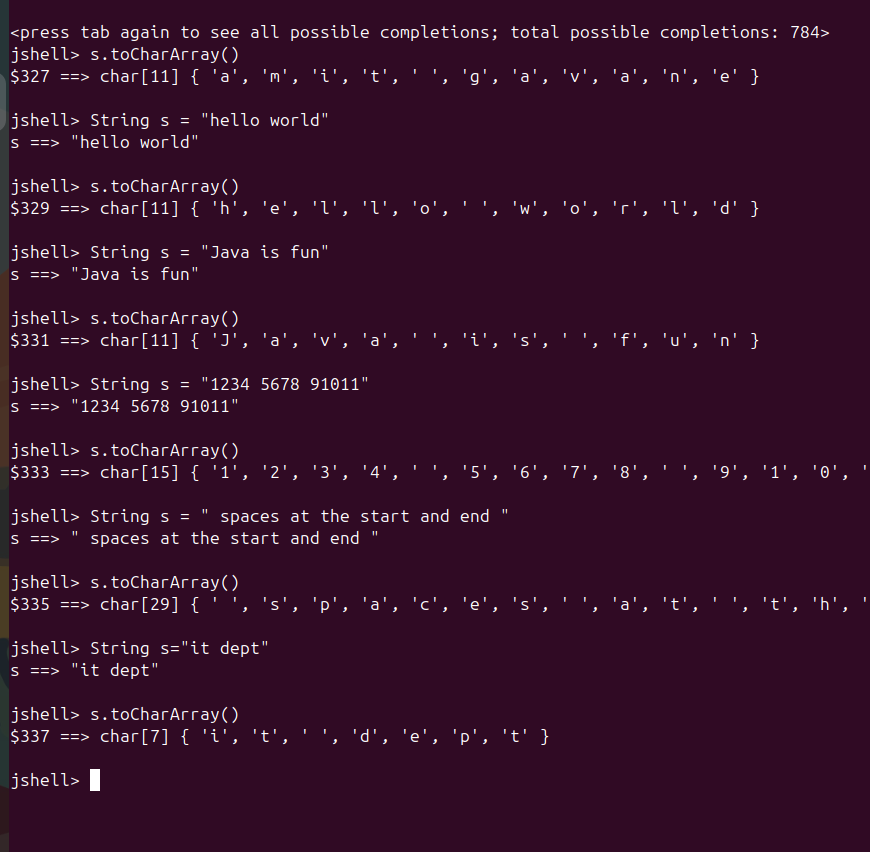 <press tab again to see all possible completions; total possible completions: 784>
jshell> s.toCharArray()
$327 ==> char[11] { 'a', 'm', 'i', 't', ' ', 'g', 'a', 'v', 'a', 'n', 'e' }
jshell> String s = "hello world"
s ==> "hello world"
jshell> s.toCharArray()
$329 ==> char[11] { 'h', 'e', 'l', 'l', 'o', ' ', 'w', 'o', 'r', 'l', 'd' }
jshell> String s = "Java is fun"
s ==> "Java is fun"
jshell> s.toCharArray()
$331 ==> char[11] { 'J', 'a', 'v', 'a', ' ', 'i', 's', ' ', 'f', 'u', 'n' }
jshell> String s = "1234 5678 91011"
s ==> "1234 5678 91011"
jshell> s.toCharArray()
$333 ==> char[15] { '1', '2', '3', '4', ' ', '5', '6', '7', '8', ' ', '9', '1', '0', '
jshell> String s = " spaces at the start and end "
s ==> " spaces at the start and end "
jshell> s.toCharArray()
$335 ==> char[29] { ' ', 's', 'p', 'a', 'c', 'e', 's', ' ', 'a', 't', ' ', 't', 'h', '
jshell> String s="it dept"
s ==> "it dept"
jshell> s.toCharArray()
$337 ==> char[7] { 'i', 't', ' ', 'd', 'e', 'p', 't' }
jshell>